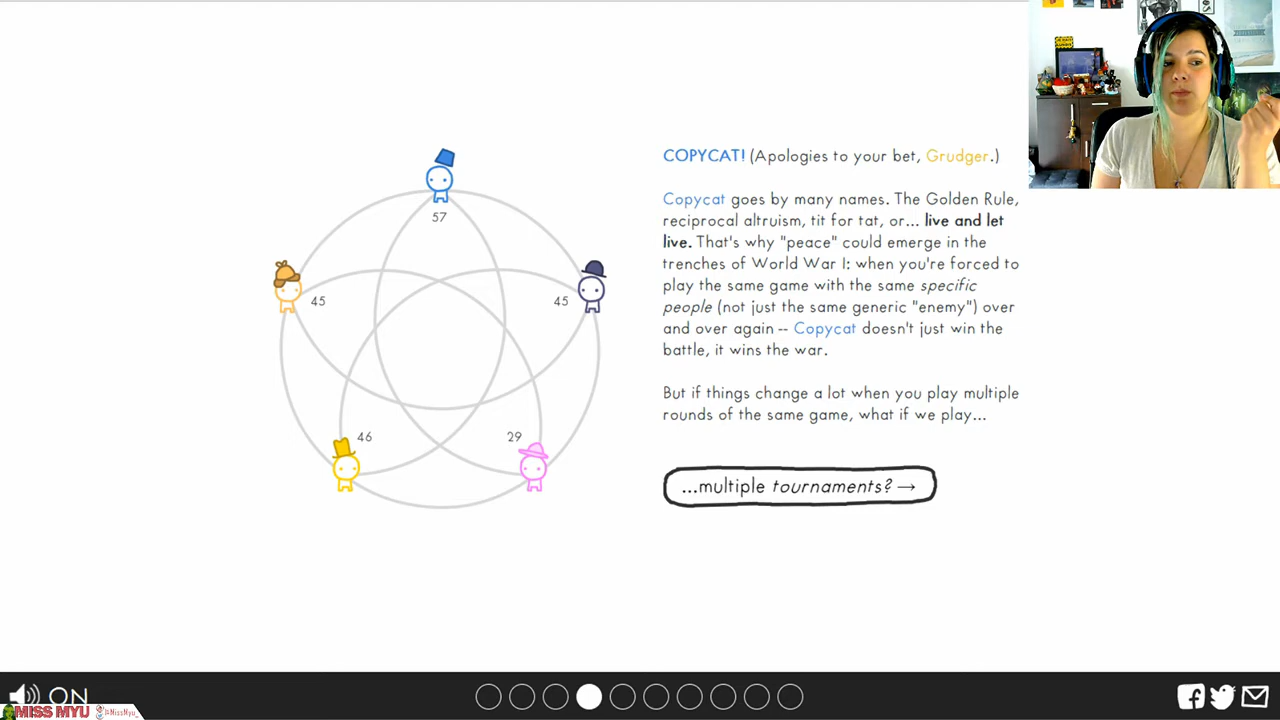 COPYCAT! (Apologies to your bet, Grudger.)
Copycat goes by many names. The Golden Rule,
reciprocal altruism, tit for tat, or... live and let
live. That's why "peace" could emerge in the
trenches of World War I: when you're forced to
play the same game with the same specific
people (not just the same generic "enemy") over
and over again -- Copycat doesn't just win the
battle, it wins the war.
But if things change a lot when you play multiple
rounds of the same game, what if we play...
...multiple tournaments? →
57
45
45
46
29
ON
MISS MYU
@MissMyu_